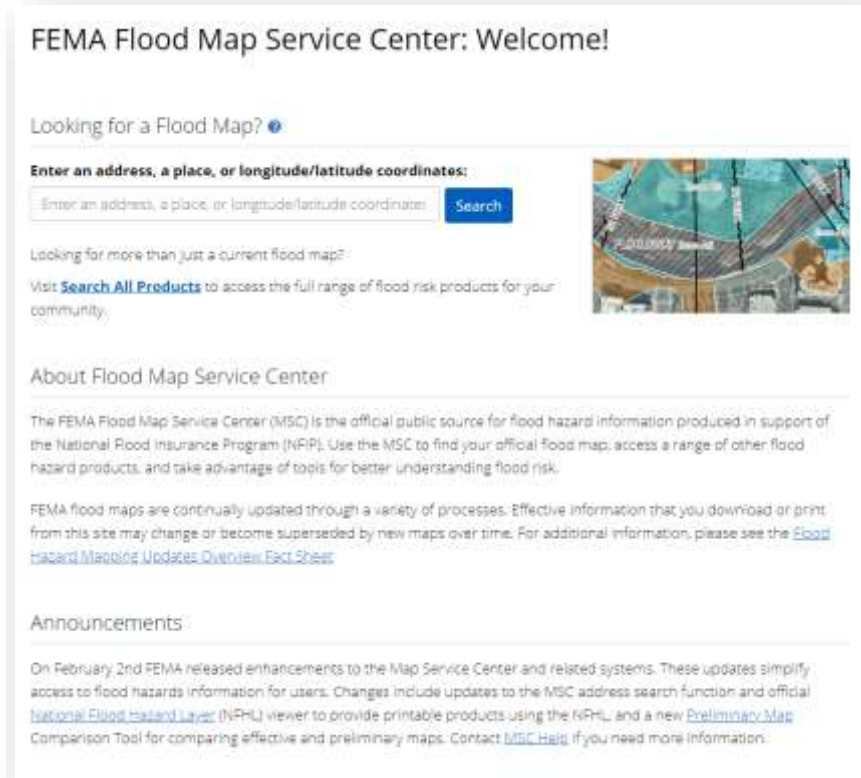 FEMA Flood Map Service Center: Welcome!
Looking for a Flood Map?
Enter an address, a place, or longitude/latitude coordinates:
Enter an address, a place, or longitude/latitude coordinates
Search
Looking for more than just a current flood map?
Visit Search All Products to access the full range of flood risk products for your
community.
About Flood Map Service Center
The FEMA Flood Map Service Center (MSC) is the official public source for flood hazard information produced in support of
the National Flood Insurance Program (NFIP). Use the MSC to find your official flood map, access a range of other flood
hazard products, and take advantage of tools for better understanding flood risk.
FEMA flood maps are continually updated through a variety of processes. Effective information that you download or print
from this site may change or become superseded by new maps over time. For additional information, please see the Flood
Hazard Mapping Updates Overview Fact Sheet
Announcements
On February 2nd FEMA released enhancements to the Map Service Center and related systems. These updates simplify
access to flood hazards information for users. Changes include updates to the MSC address search function and official
National Flood Hazard Layer (NFHL) viewer to provide printable products using the NFHL, and a new Preliminary Map
Comparison Tool for comparing effective and preliminary maps. Contact MSC Help if you need more information.